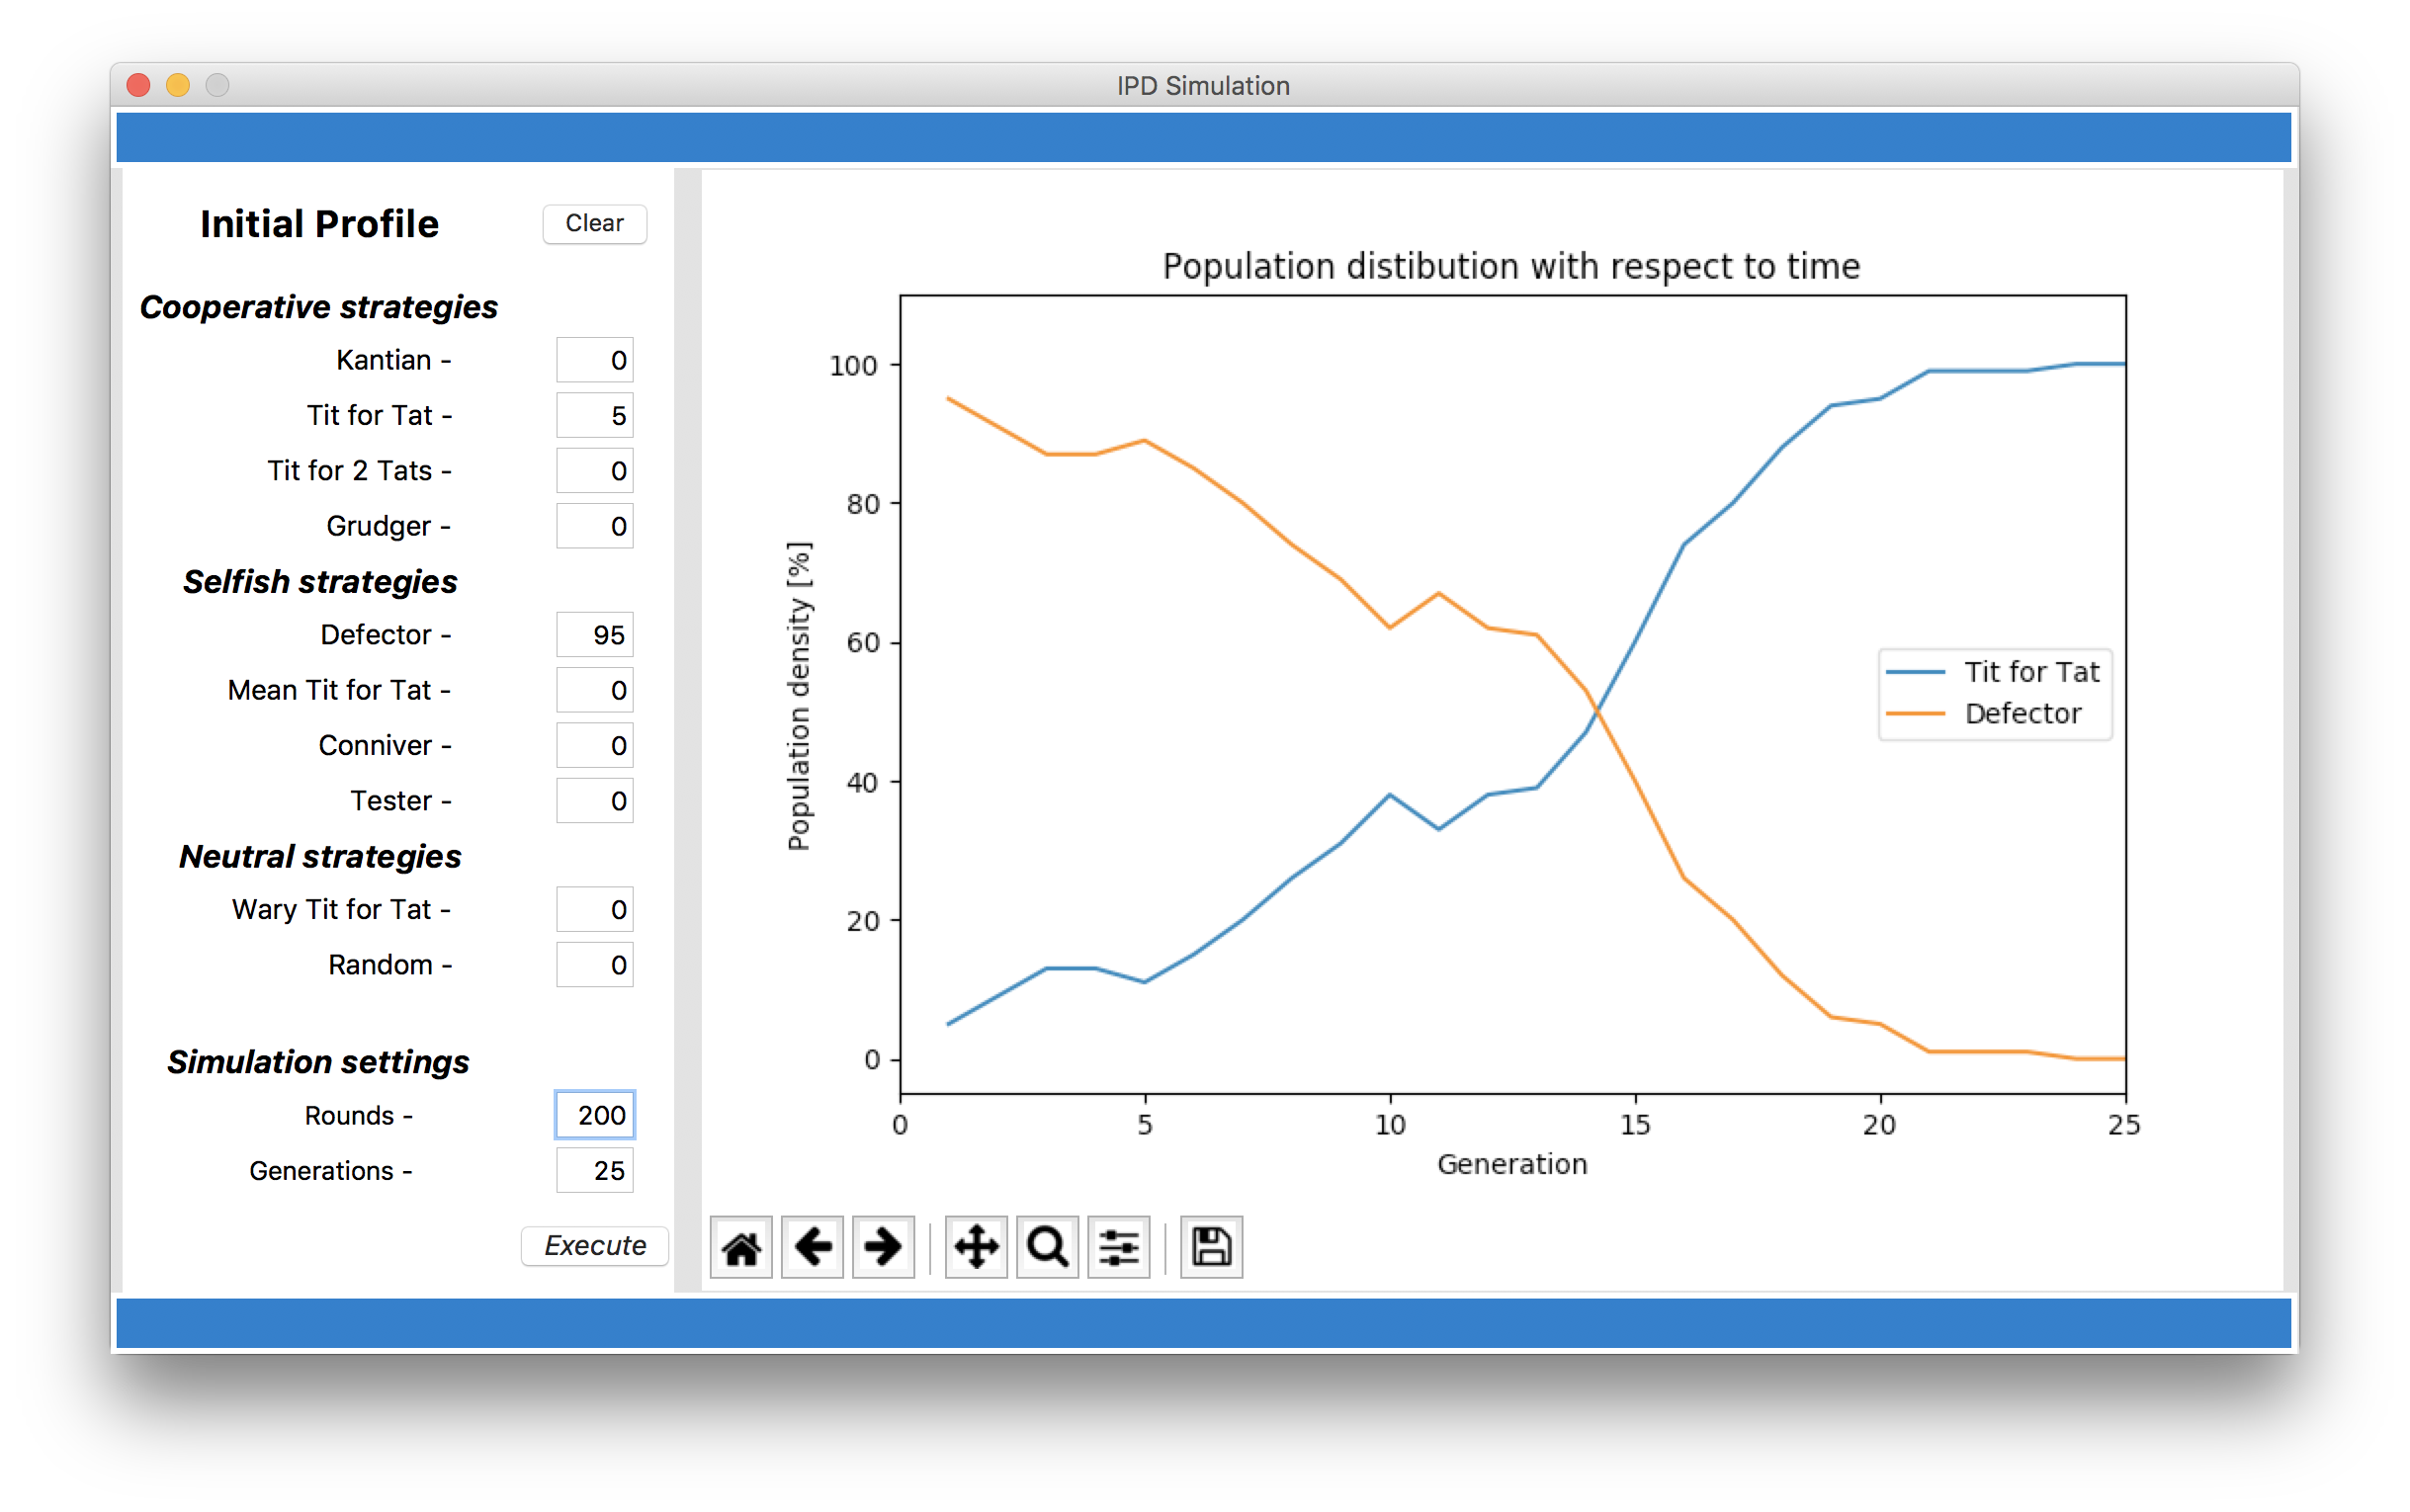 IPD Simulation
Initial Profile Clear
Cooperative strategies
Kantian - 0
Tit for Tat - 5
Tit for 2 Tats - 0
Grudger - 0
Selfish strategies
Defector - 95
Mean Tit for Tat - 0
Conniver - 0
Tester - 0
Neutral strategies
Wary Tit for Tat - 0
Random - 0
Simulation settings
Rounds - 200
Generations - 25
Execute
Population distibution with respect to time
Population density [%]
100
80
60
40
20
0
0 5 10 15 20 25
Generation
Tit for Tat
Defector